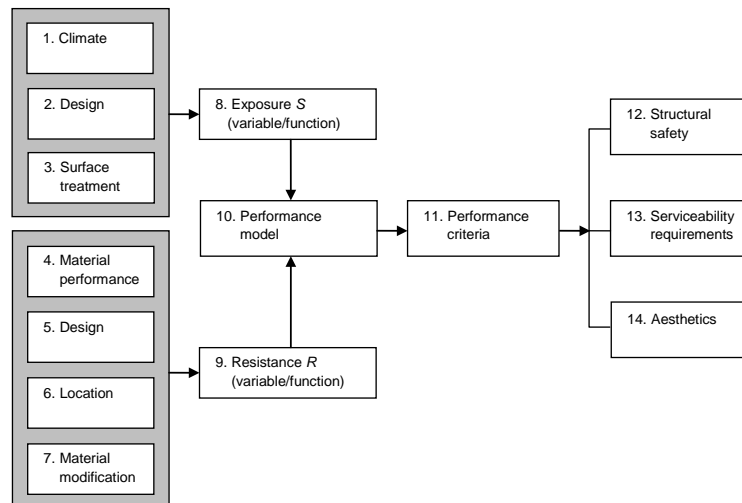 1. Climate
2. Design
3. Surface
treatment
4. Material
performance
5. Design
6. Location
7. Material
modification
8. Exposure S
(variable/function)
9. Resistance R
(variable/function)
10. Performance
model
11. Performance
criteria
12. Structural
safety
13. Serviceability
requirements
14. Aesthetics